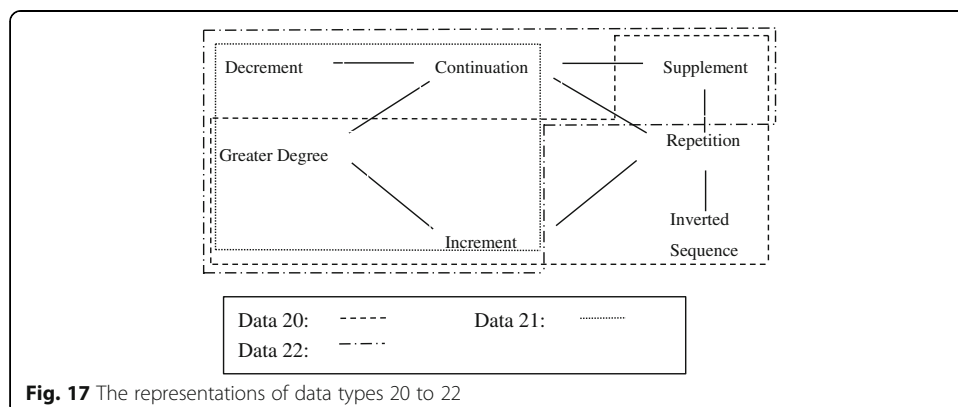 Decrement Continuation Supplement
Repetition
Greater Degree
Inverted
Increment Sequence
Data 20: Data 21:
Data 22:
Fig. 17 The representations of data types 20 to 22